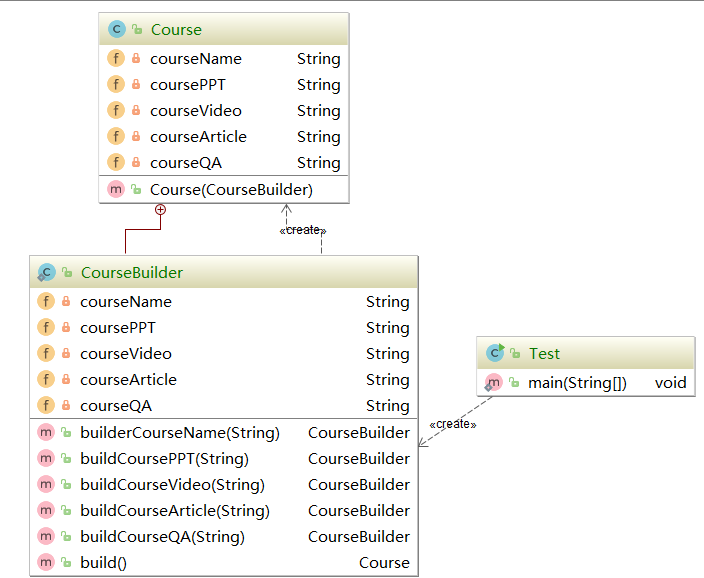 Course
courseName String
coursePPT String
courseVideo String
courseArticle String
courseQA String
Course(CourseBuilder)
«create»
CourseBuilder
courseName String
coursePPT String
courseVideo String
courseArticle String
courseQA String
builderCourseName(String) CourseBuilder
buildCoursePPT(String) CourseBuilder
buildCourseVideo(String) CourseBuilder
buildCourseArticle(String) CourseBuilder
buildCourseQA(String) CourseBuilder
build() Course
Test
main(String[]) void
«create»